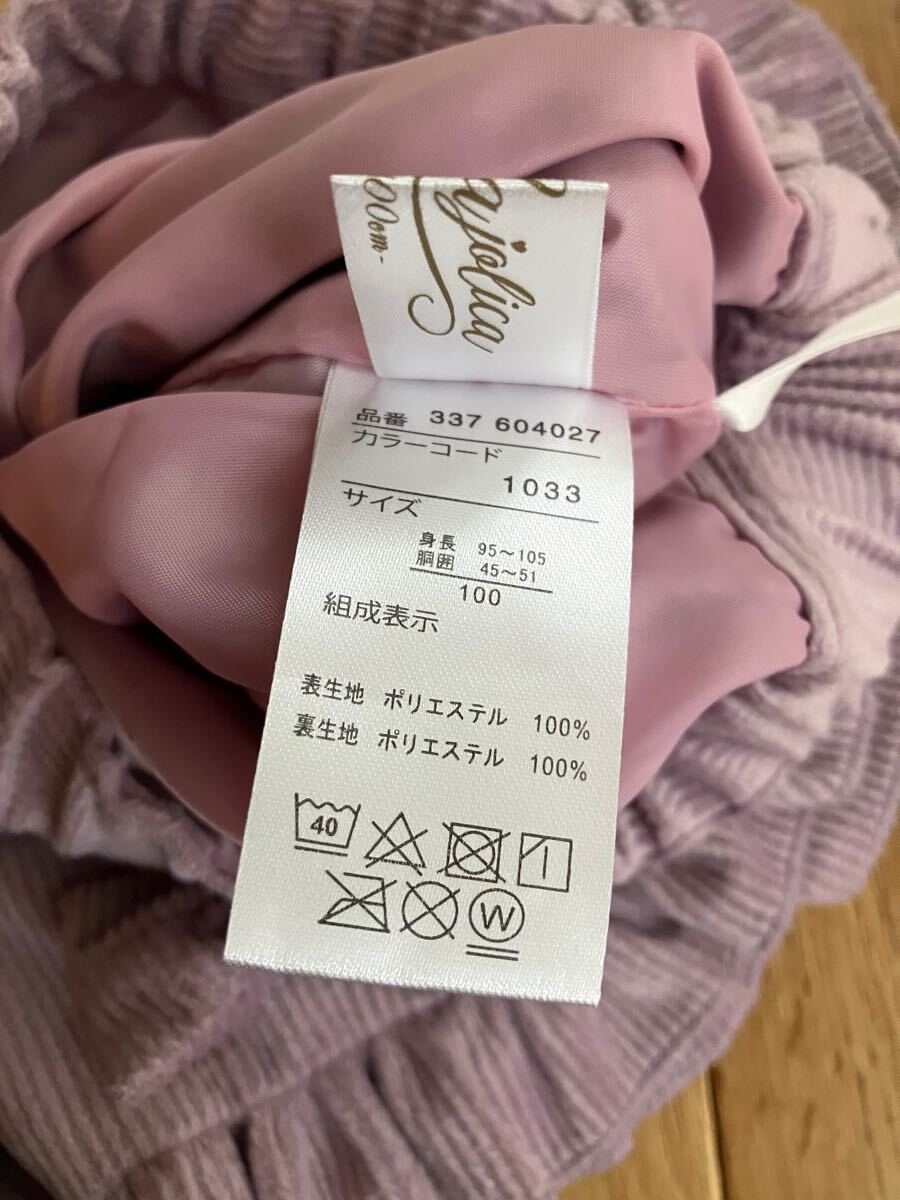 ajolica
00om-
品番 337 604027
カラーコード
1033
サイズ
身長 95〜105
胴囲 45〜51
100
組成表示
表生地 ポリエステル 100%
裏生地 ポリエステル 100%
40
W